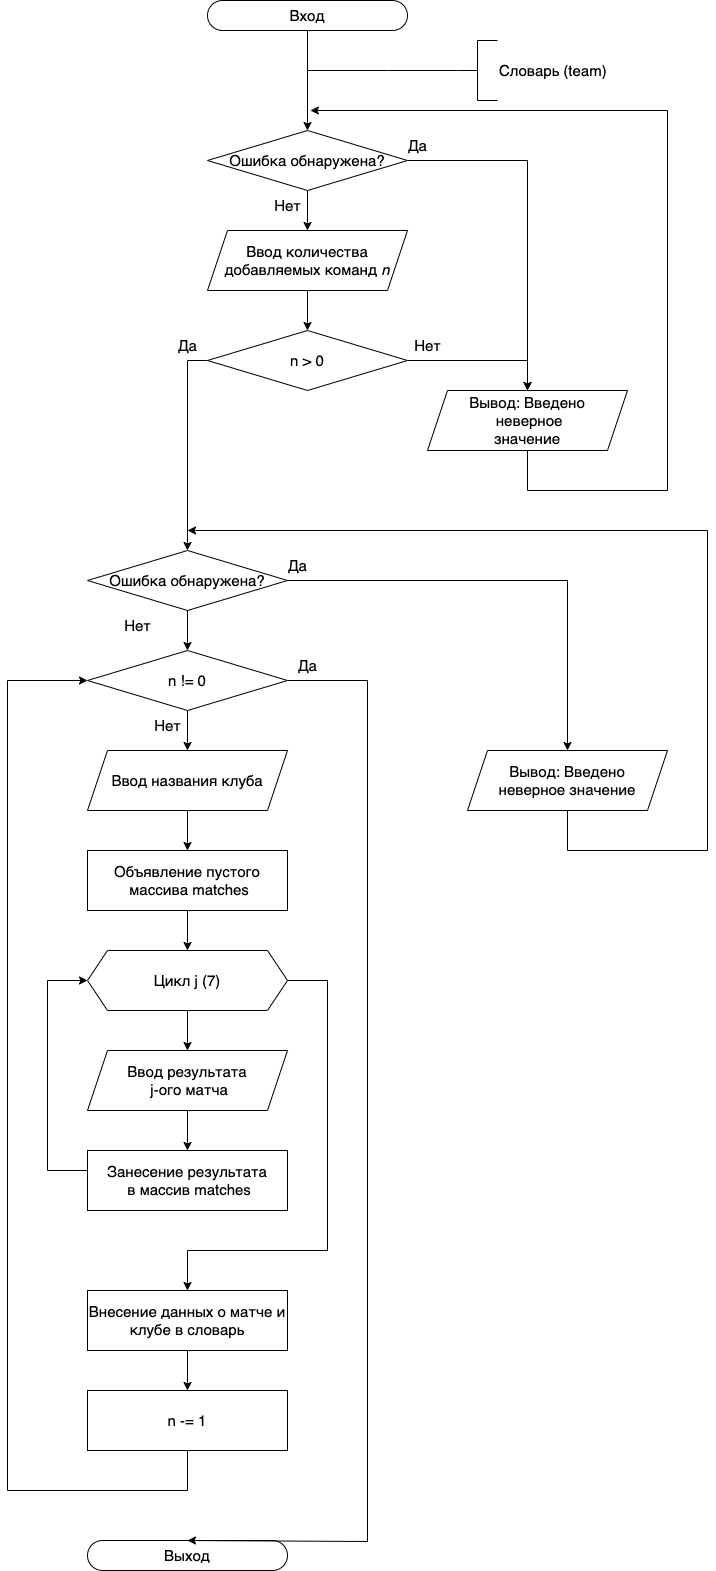 Вход
Словарь (team)
Ошибка обнаружена?
Да
Нет
Ввод количества
добавляемых команд n
Да
n > 0
Нет
Вывод: Введено
неверное
значение
Ошибка обнаружена?
Да
Нет
n != 0
Да
Нет
Ввод названия клуба
Вывод: Введено
неверное значение
Объявление пустого
массива matches
Цикл j (7)
Ввод результата
j-ого матча
Занесение результата
в массив matches
Внесение данных о матче и
клубе в словарь
n -= 1
Выход